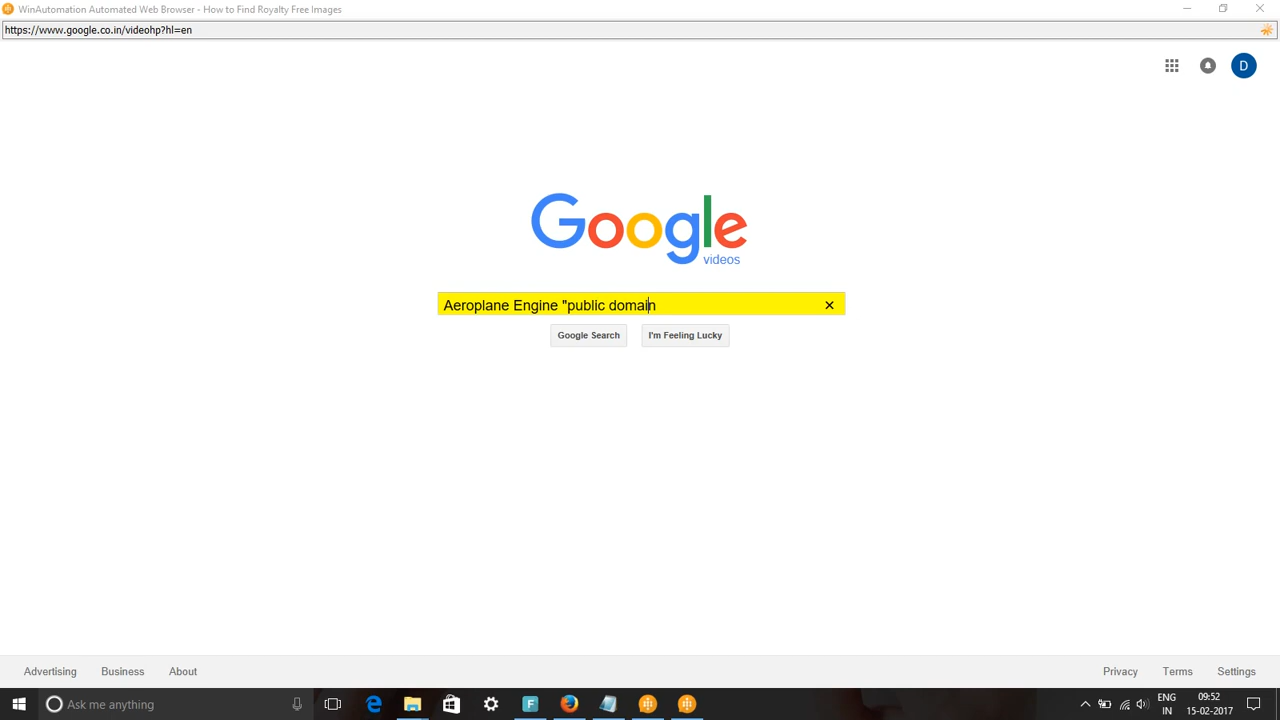 WinAutomation Automated Web Browser - How to Find Royalty Free Images
https://www.google.co.in/videohp?hl=en
D
Google
videos
Aeroplane Engine "public domain
Google Search I'm Feeling Lucky
Advertising Business About Privacy Terms Settings
Ask me anything
F
ENG 09:52
IN 15-02-2017